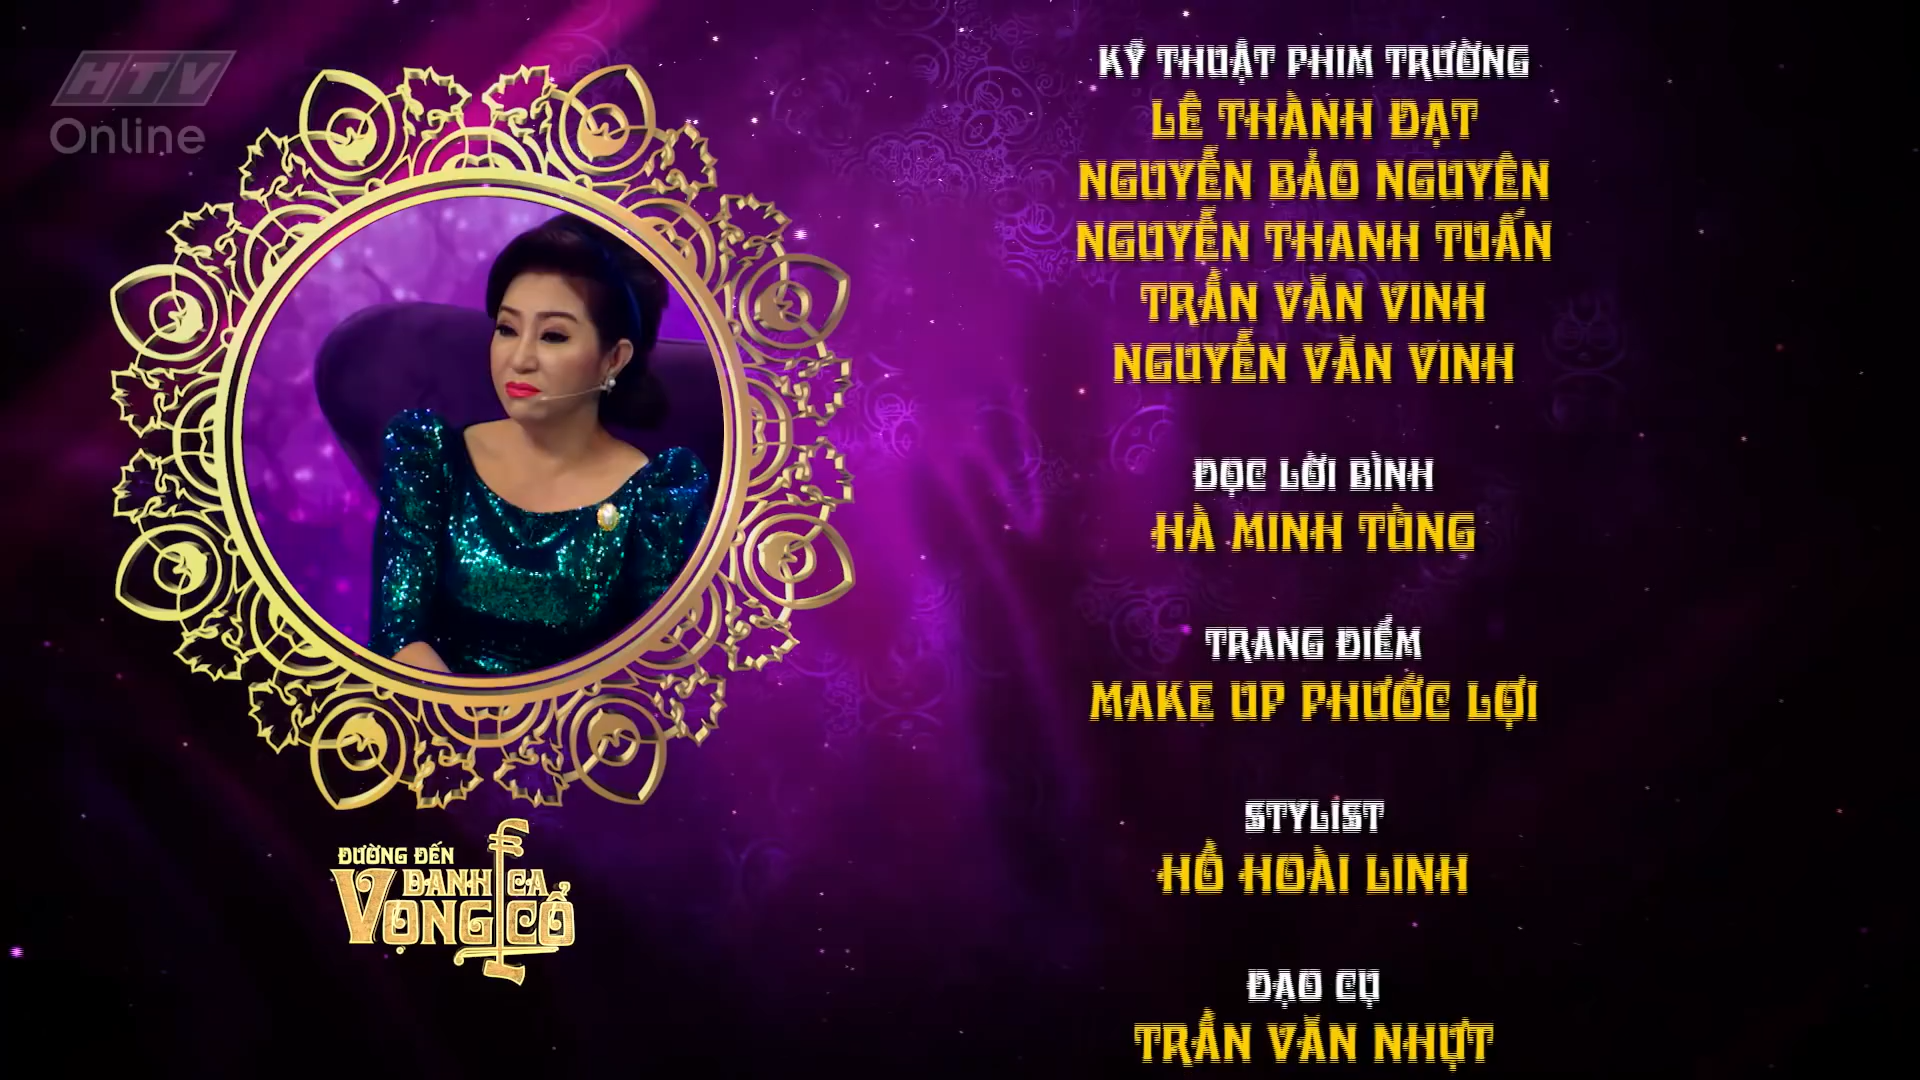 HTV
Online
KỸ THUẬT PHIM TRƯỜNG
LÊ THÀNH ĐẠT
NGUYỄN BẢO NGUYÊN
NGUYỄN THANH TUẤN
TRẦN VĂN VINH
NGUYỄN VĂN VINH
ĐỌC LỜI BÌNH
HÀ MINH TÙNG
TRANG ĐIỂM
MAKE UP PHƯỚC LỢI
STYLIST
HỒ HOÀI LINH
ĐẠO CỤ
TRẦN VĂN NHỰT
ĐƯỜNG ĐẾN
DANH CA
VỌNG CỔ